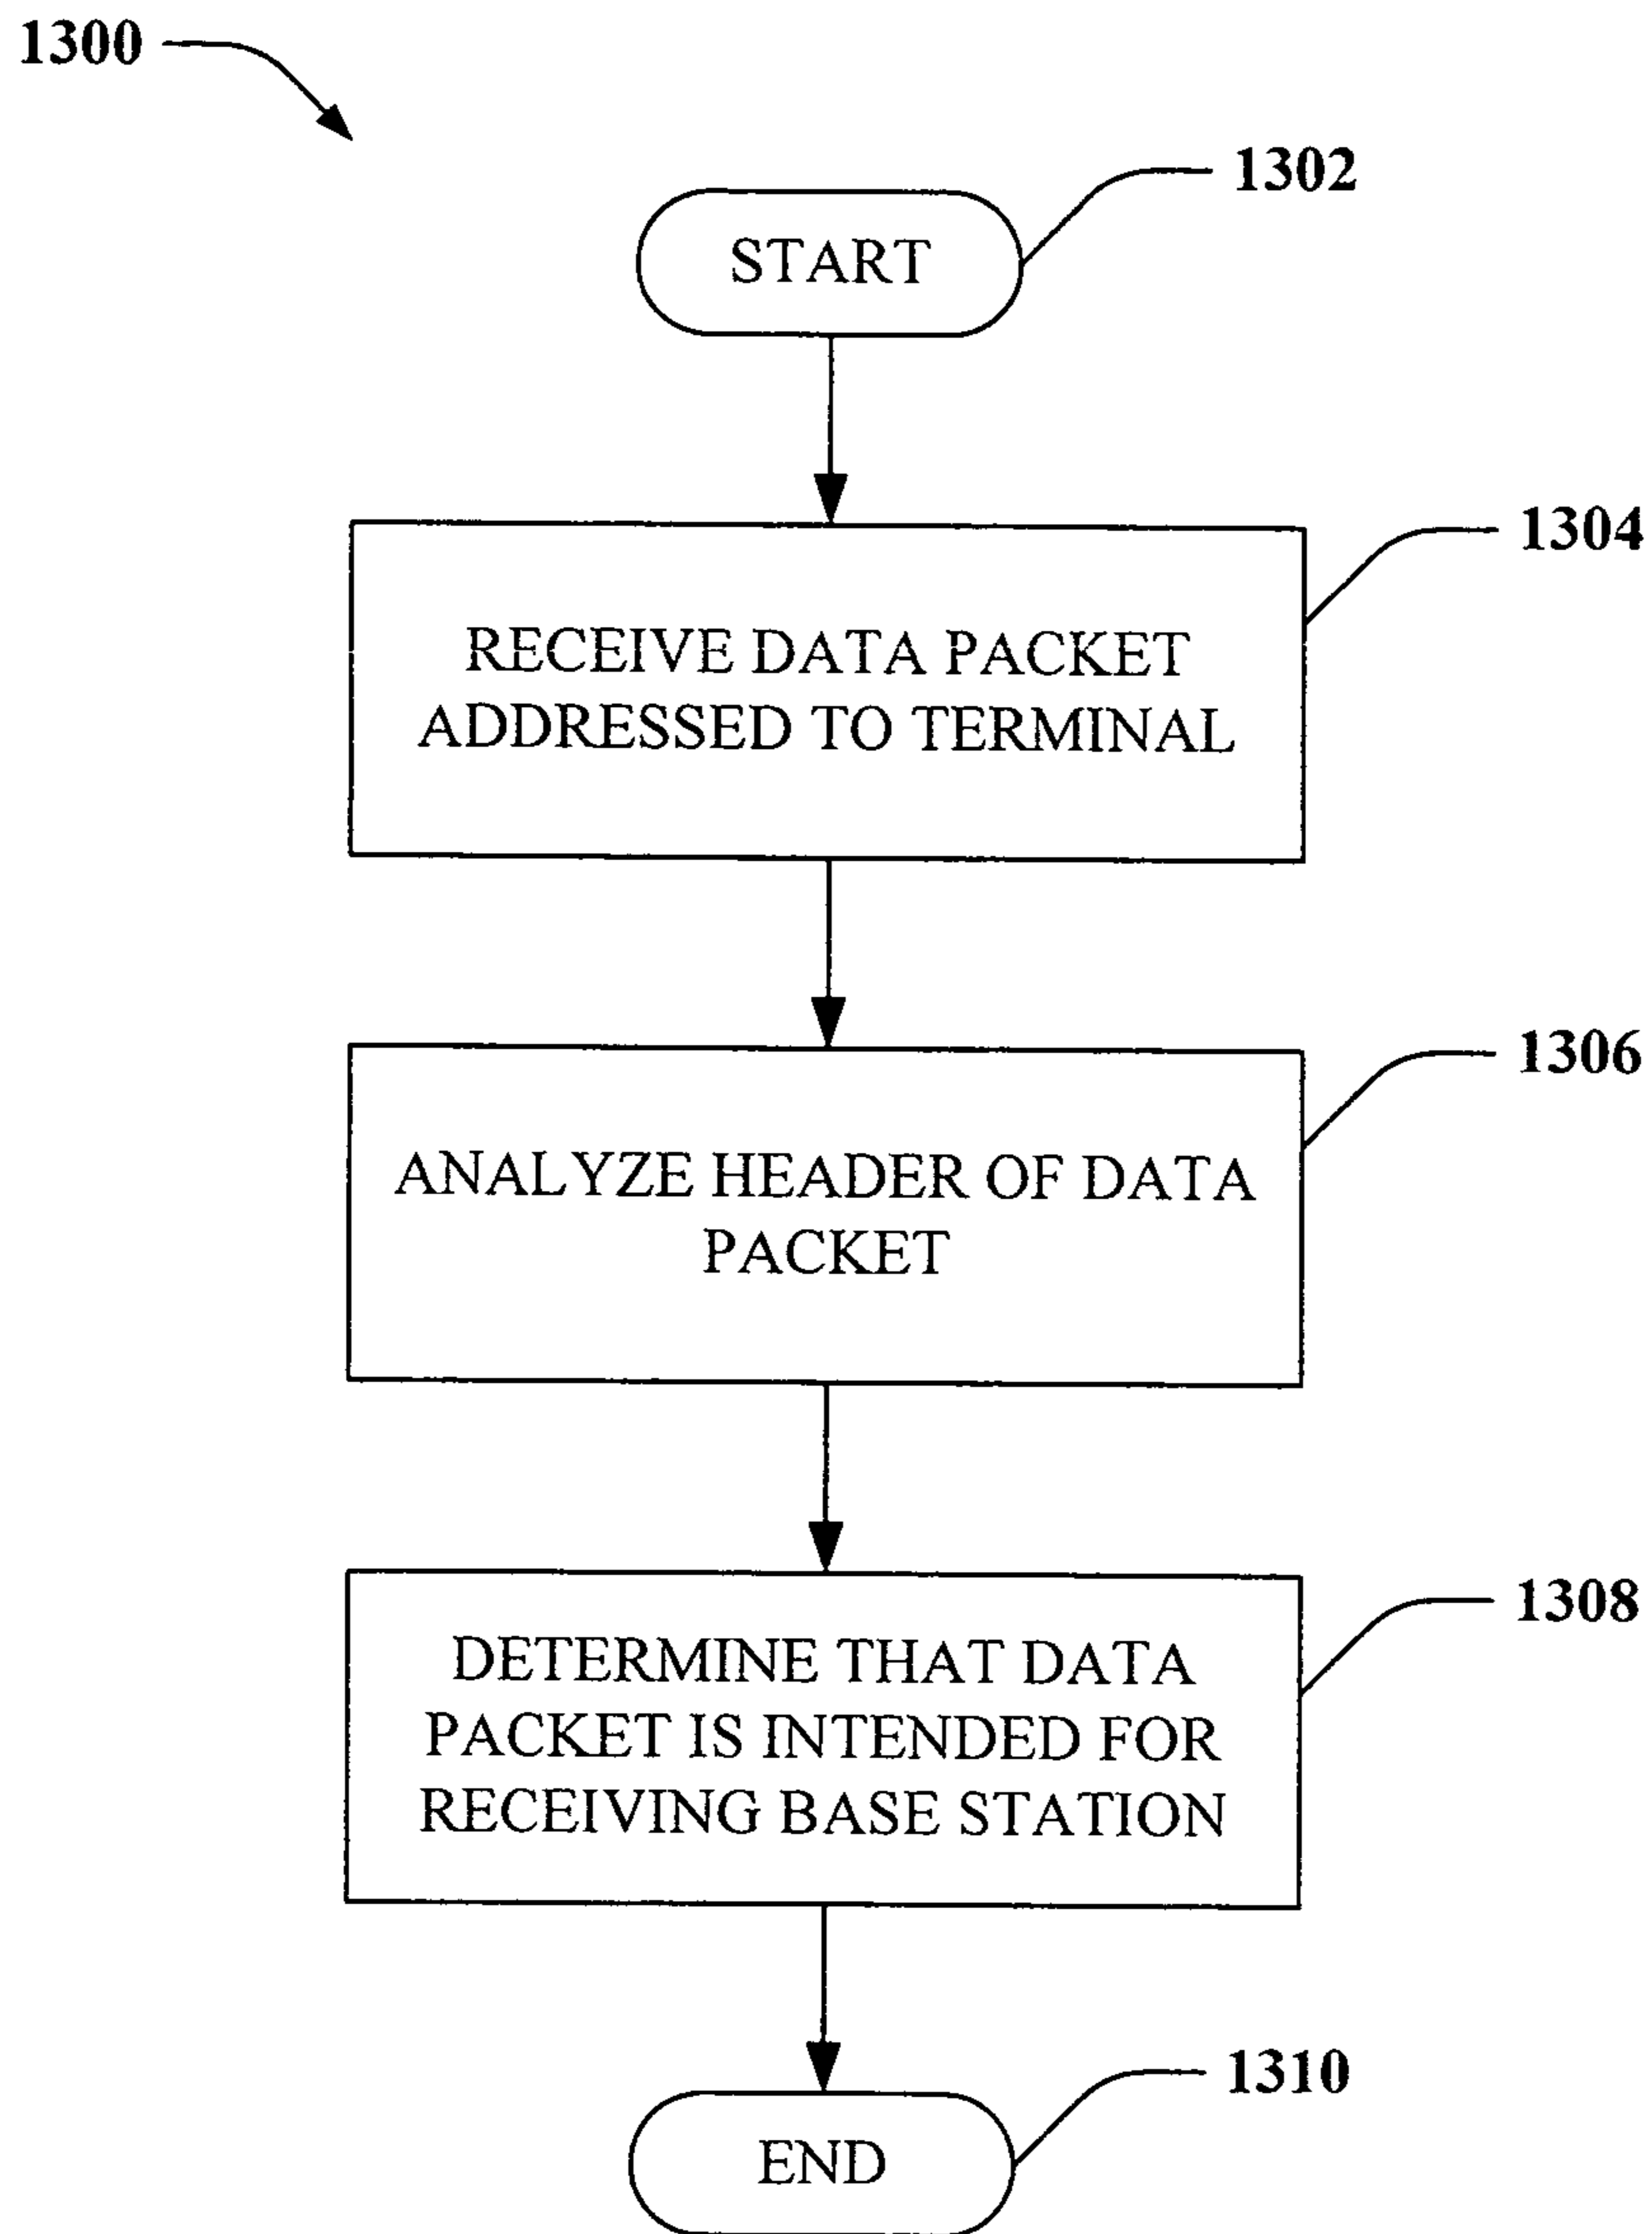 1300
1302
START
1304
RECEIVE DATA PACKET
ADDRESSED TO TERMINAL
1306
ANALYZE HEADER OF DATA
PACKET
1308
DETERMINE THAT DATA
PACKET IS INTENDED FOR
RECEIVING BASE STATION
1310
END